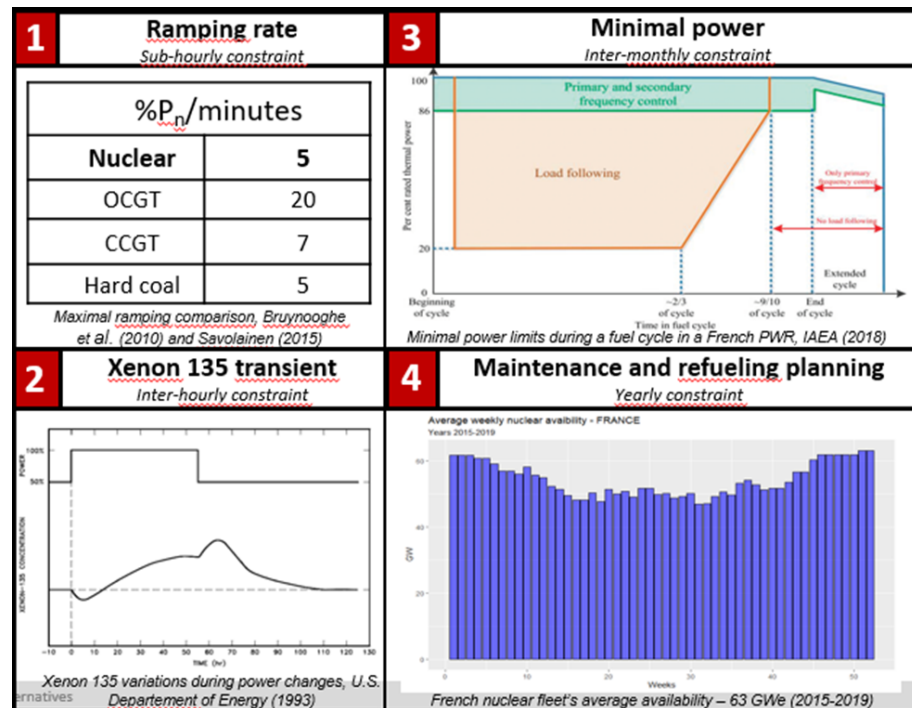 1
Ramping rate
Sub-hourly constraint
%Pn/minutes
Nuclear 5
OCGT 20
CCGT 7
Hard coal 5
Maximal ramping comparison, Bruynooghe
et al. (2010) and Savolainen (2015)
3
Minimal power
Inter-monthly constraint
100
86
20
0
Per cent rated thermal power
Primary and secondary
frequency control
Load following
Only primary
frequency control
No load following
Extended
cycle
Beginning
of cycle
~2/3
of cycle
~9/10
of cycle
End
of cycle
Time in fuel cycle
Minimal power limits during a fuel cycle in a French PWR, IAEA (2018)
2
Xenon 135 transient
Inter-hourly constraint
POWER
100%
50%
XENON-135 CONCENTRATION
-10 0 10 20 30 40 50 60 70 80 90 100 110 120 130
TIME (hr)
Xenon 135 variations during power changes, U.S.
Departement of Energy (1993)
ernatives
4
Maintenance and refueling planning
Yearly constraint
Average weekly nuclear avaibility - FRANCE
Years 2015-2019
60
40
20
0
GW
0 10 20 30 40 50
Weeks
French nuclear fleet's average availability – 63 GWe (2015-2019)